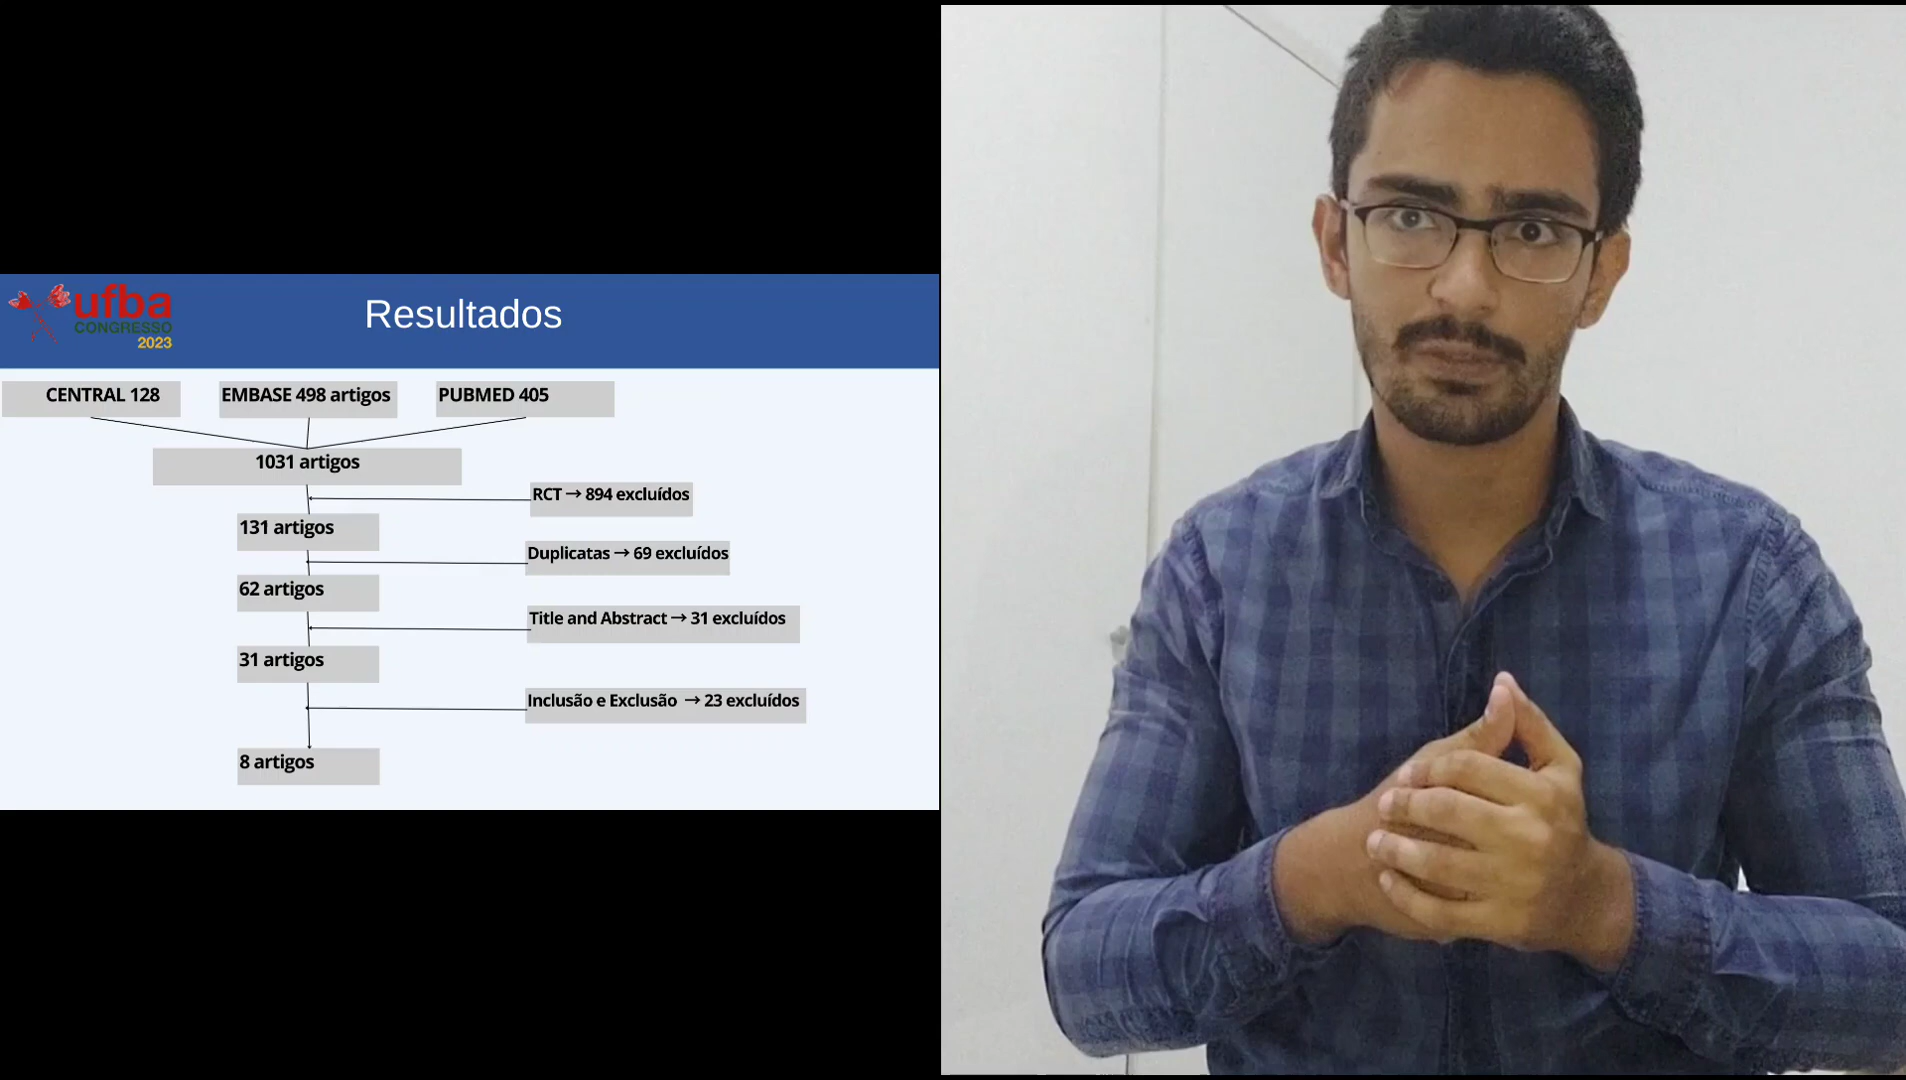 ufba
CONGRESSO
2023
Resultados
CENTRAL 128
EMBASE 498 artigos
PUBMED 405
1031 artigos
RCT → 894 excluídos
131 artigos
Duplicatas → 69 excluídos
62 artigos
Title and Abstract → 31 excluídos
31 artigos
Inclusão e Exclusão → 23 excluídos
8 artigos